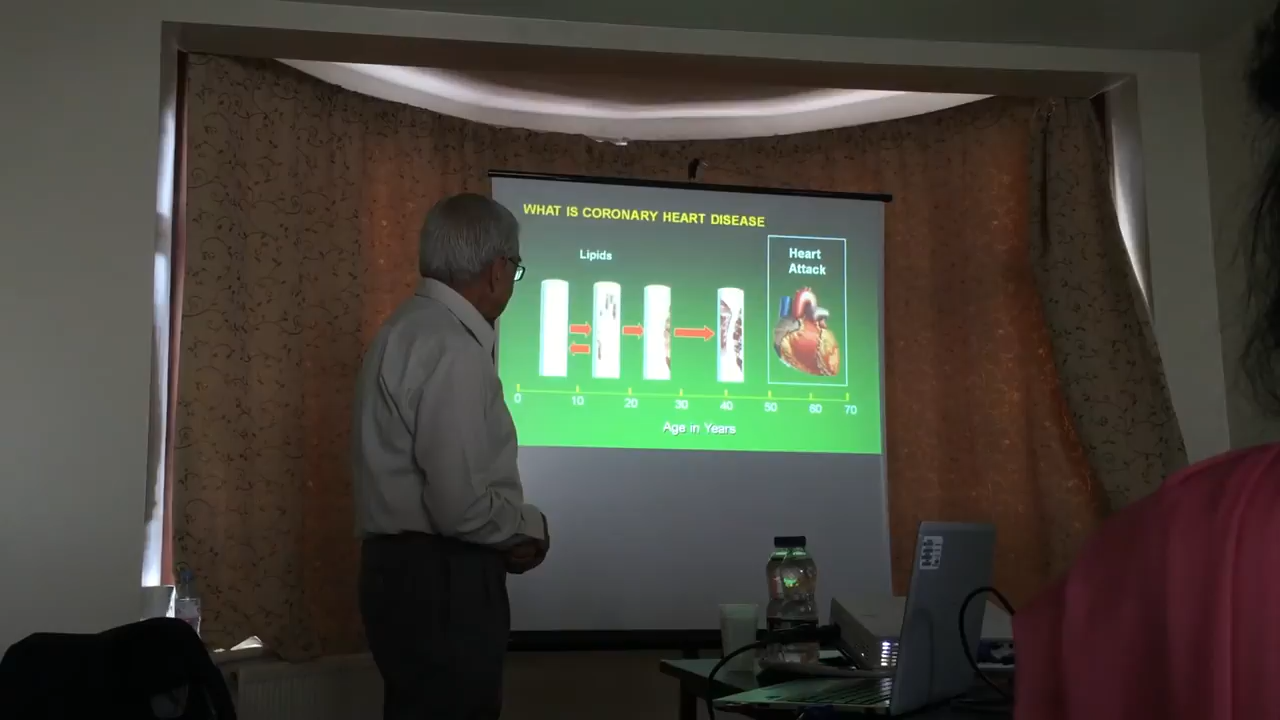 WHAT IS CORONARY HEART DISEASE
Lipids
Heart
Attack
0 10 20 30 40 50 60 70
Age in Years